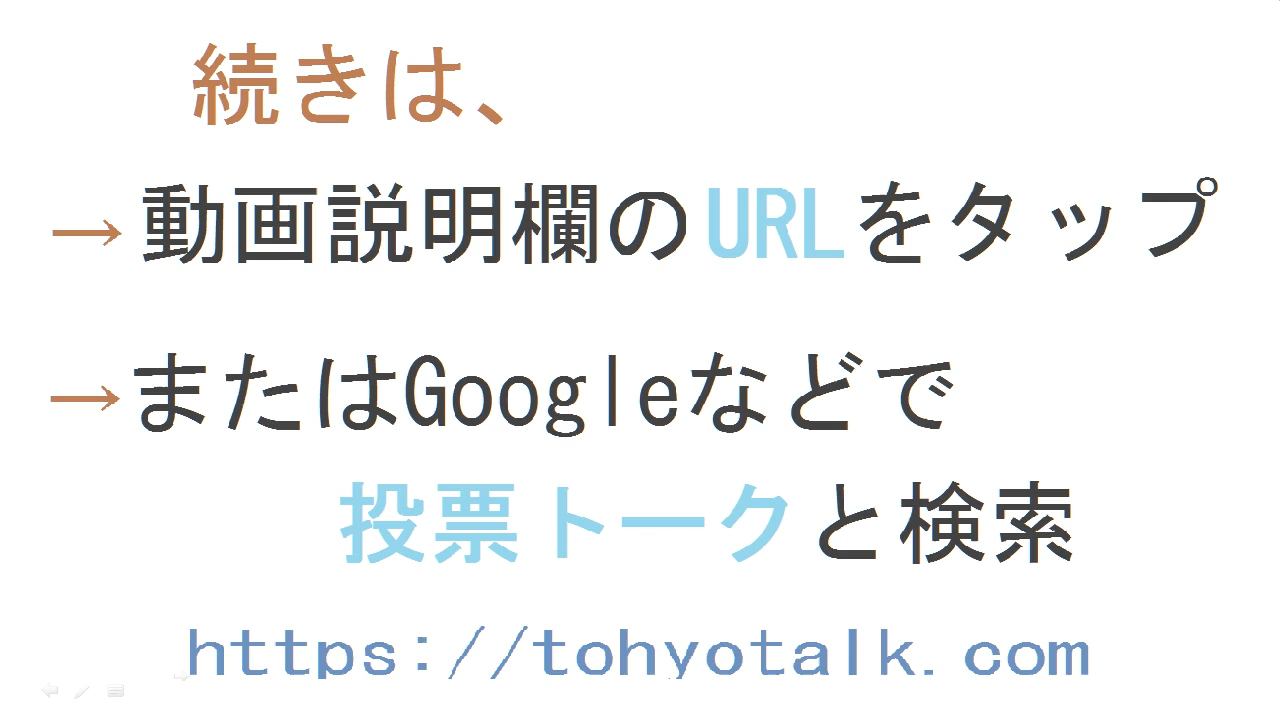 続きは、
→動画説明欄のURLをタップ
→またはGoogleなどで
投票トークと検索
https://tohyotalk.com